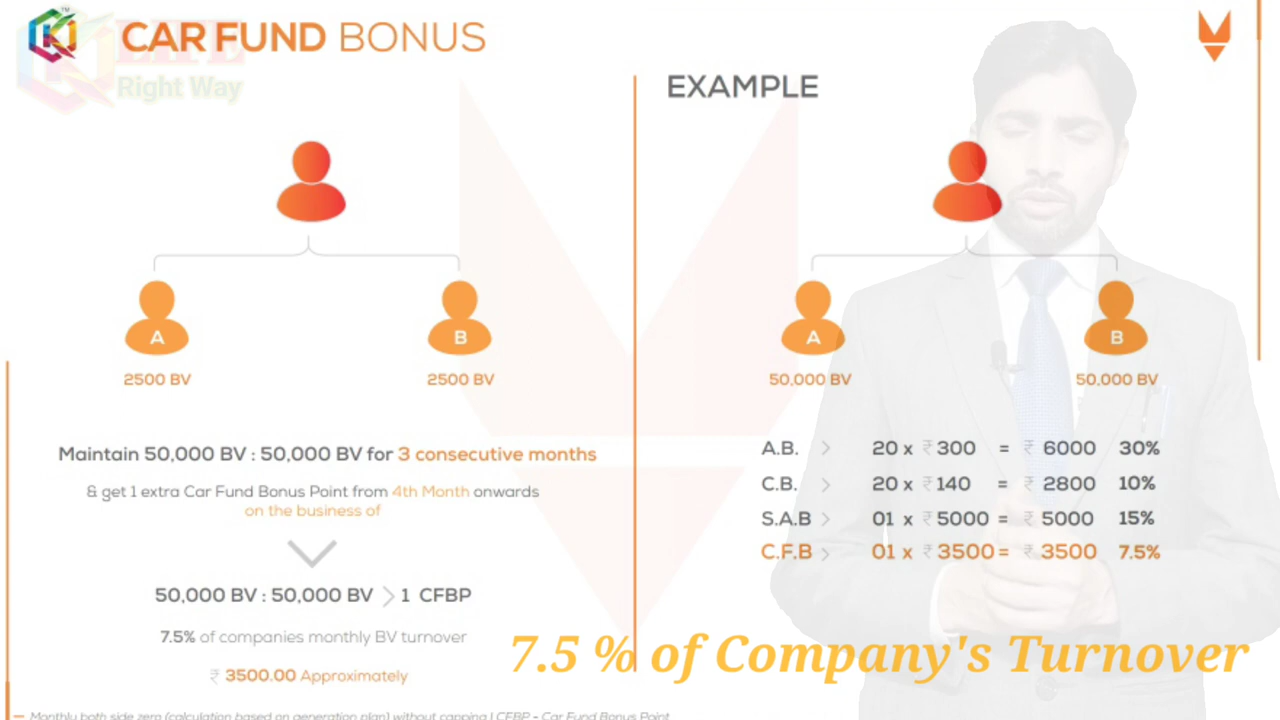 CAR FUND BONUS
Right Way
EXAMPLE
A
B
2500 BV
2500 BV
Maintain 50,000 BV : 50,000 BV for 3 consecutive months
& get 1 extra Car Fund Bonus Point from 4th Month onwards
on the business of
50,000 BV : 50,000 BV > 1 CFBP
7.5% of companies monthly BV turnover
₹ 3500.00 Approximately
A
B
50,000 BV
50,000 BV
A.B. > 20 x ₹ 300 = ₹ 6000 30%
C.B. > 20 x ₹ 140 = ₹ 2800 10%
S.A.B > 01 x ₹ 5000 = ₹ 5000 15%
C.F.B > 01 x ₹ 3500 = ₹ 3500 7.5%
7.5 % of Company's Turnover
Monthly both side zero (calculation based on generation plan) without capping | CFBP - Car Fund Bonus Point